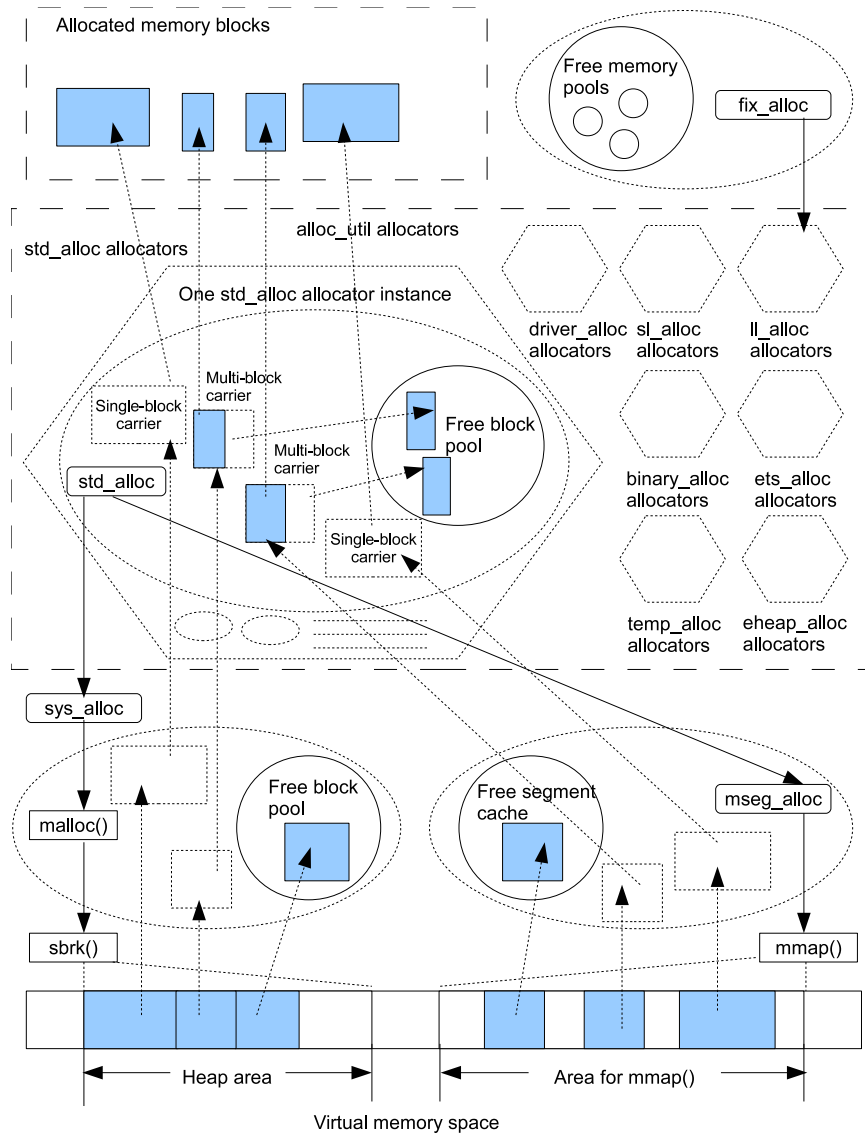 Allocated memory blocks
Free memory
pools
fix_alloc
std_alloc allocators
alloc_util allocators
One std_alloc allocator instance
driver_alloc
allocators
sl_alloc
allocators
ll_alloc
allocators
Single-block
carrier
Multi-block
carrier
Multi-block
carrier
Free block
pool
std_alloc
Single-block
carrier
binary_alloc
allocators
ets_alloc
allocators
temp_alloc
allocators
eheap_alloc
allocators
sys_alloc
malloc()
Free block
pool
Free segment
cache
mseg_alloc
sbrk()
mmap()
Heap area
Area for mmap()
Virtual memory space